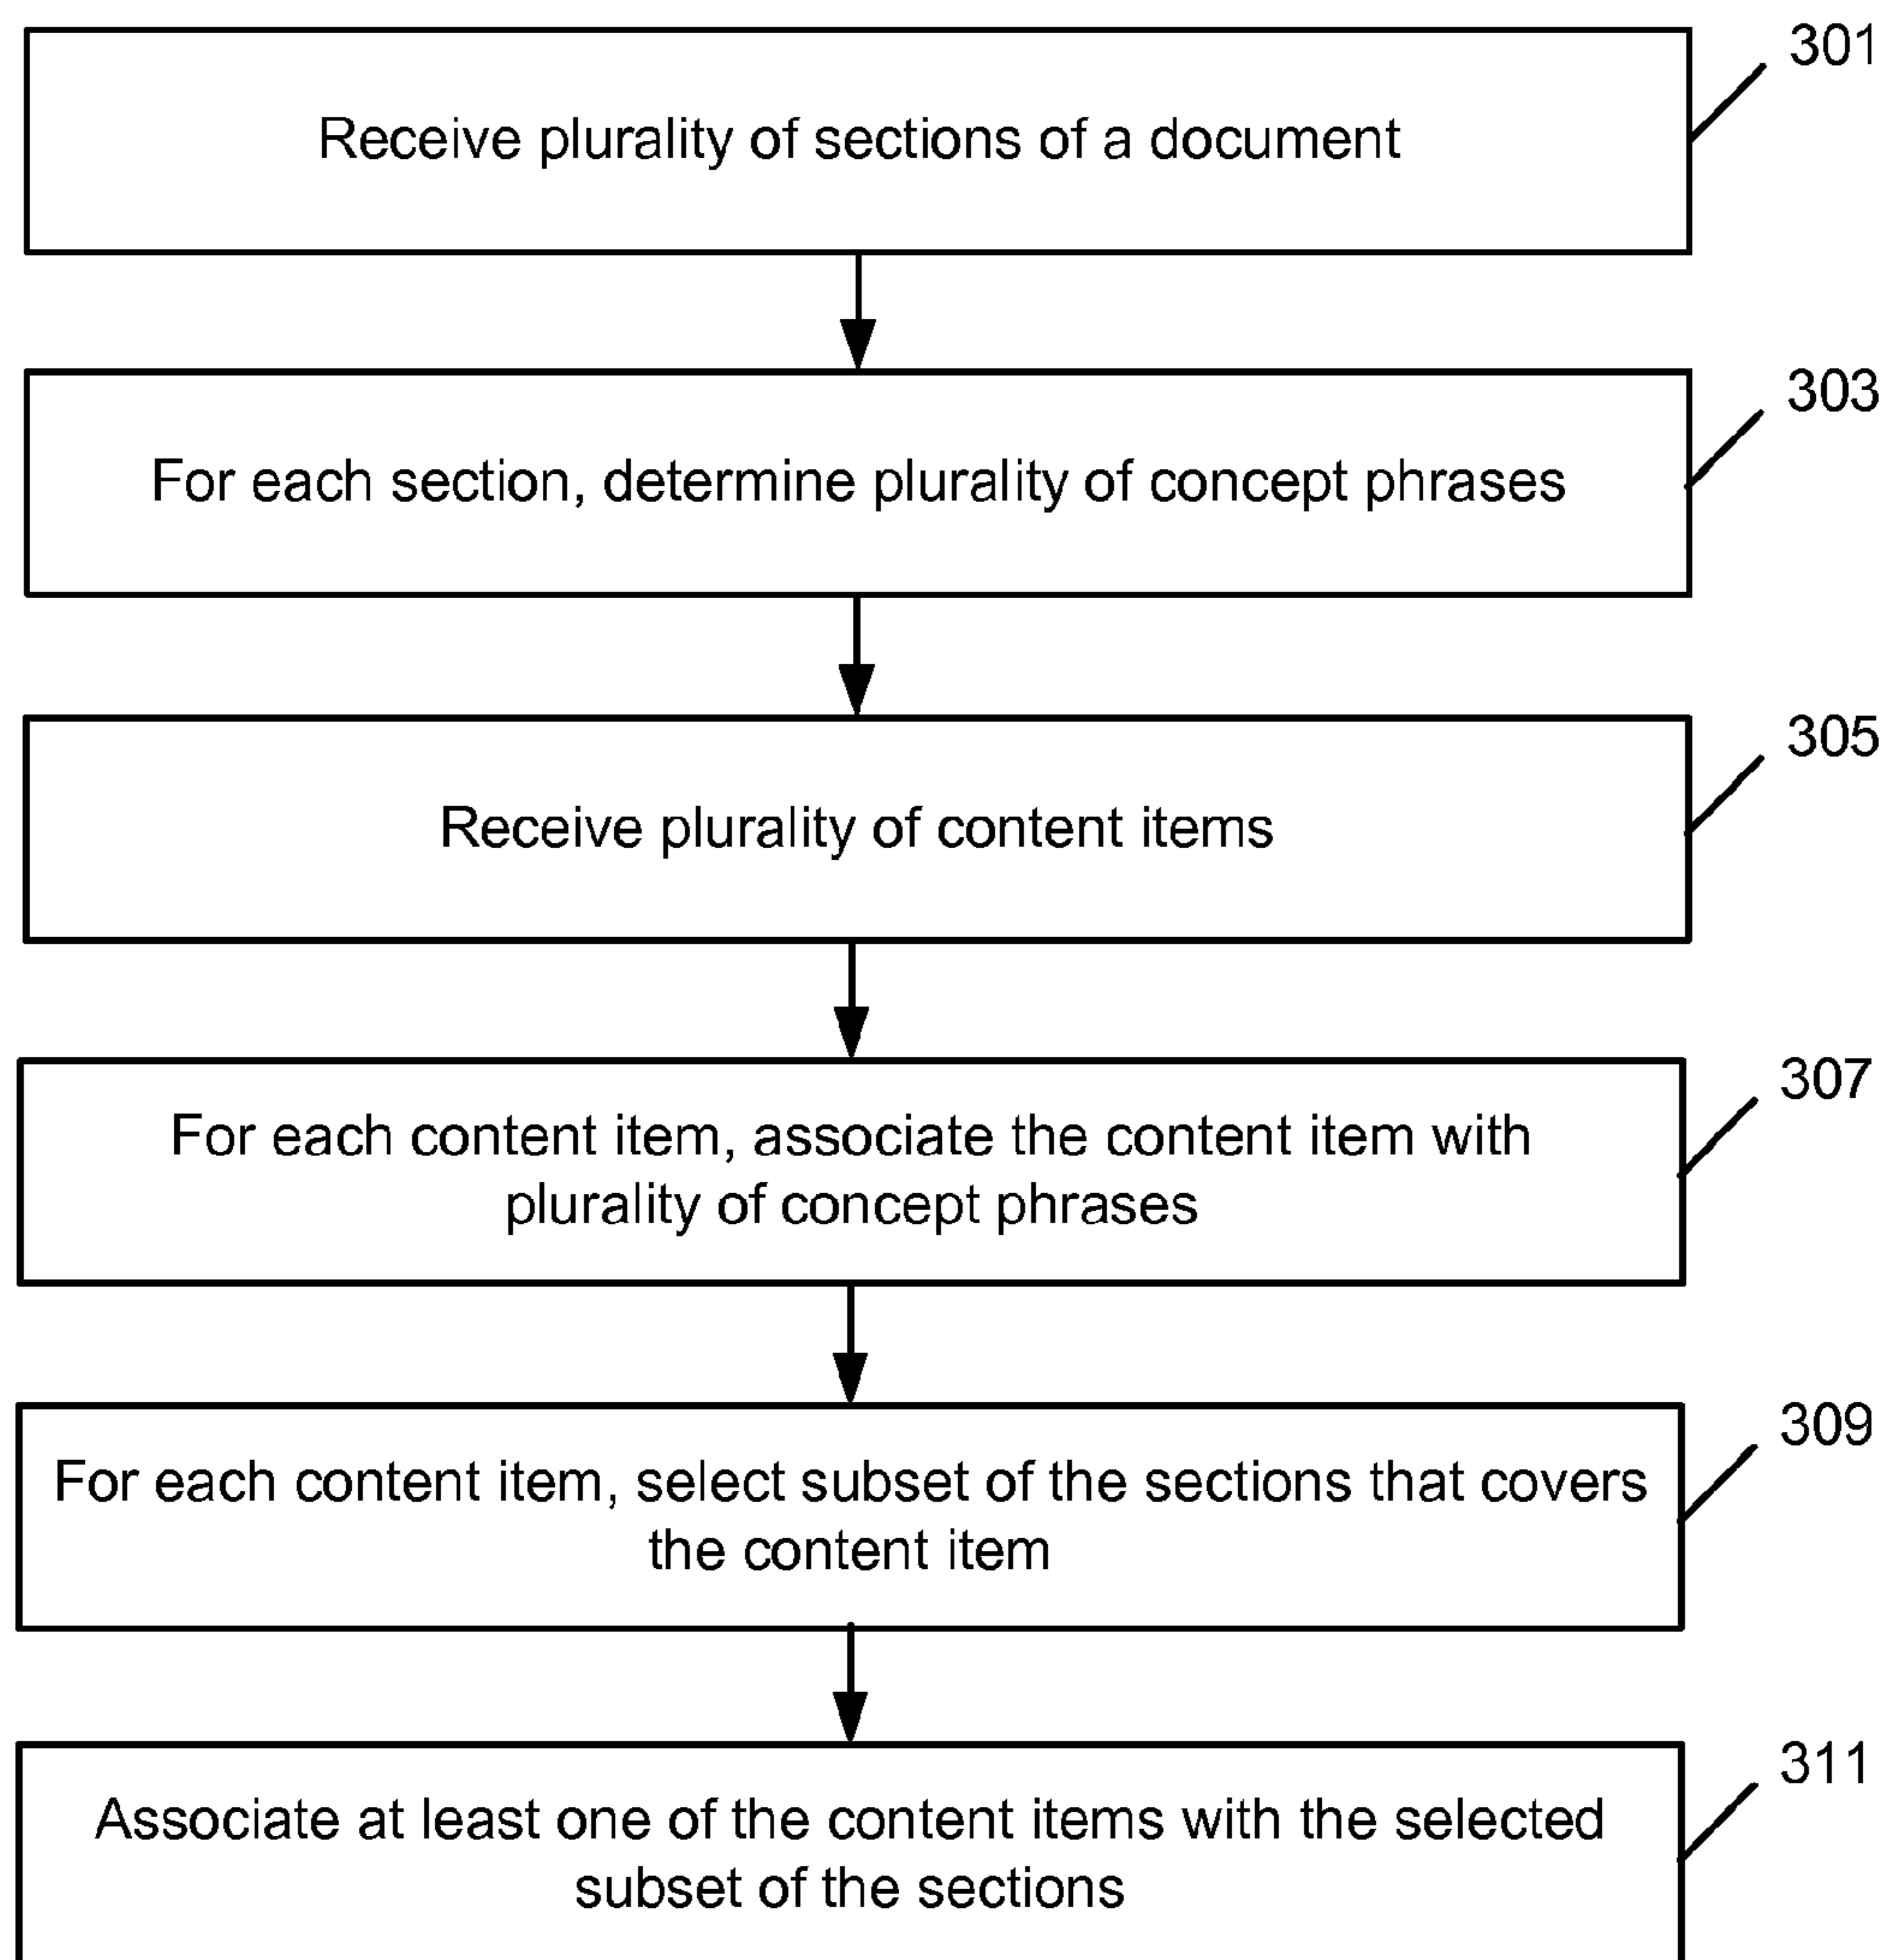 301
Receive plurality of sections of a document
303
For each section, determine plurality of concept phrases
305
Receive plurality of content items
307
For each content item, associate the content item with
plurality of concept phrases
309
For each content item, select subset of the sections that covers
the content item
311
Associate at least one of the content items with the selected
subset of the sections